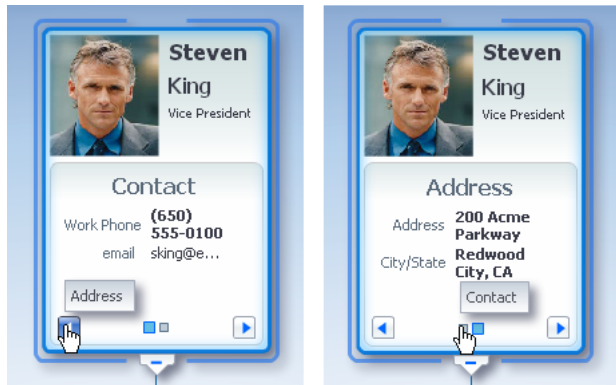 Steven
King
Vice President
Contact
Work Phone (650)
555-0100
email sking@e...
Address
Steven
King
Vice President
Address
Address 200 Acme
Parkway
City/State Redwood
City, CA
Contact